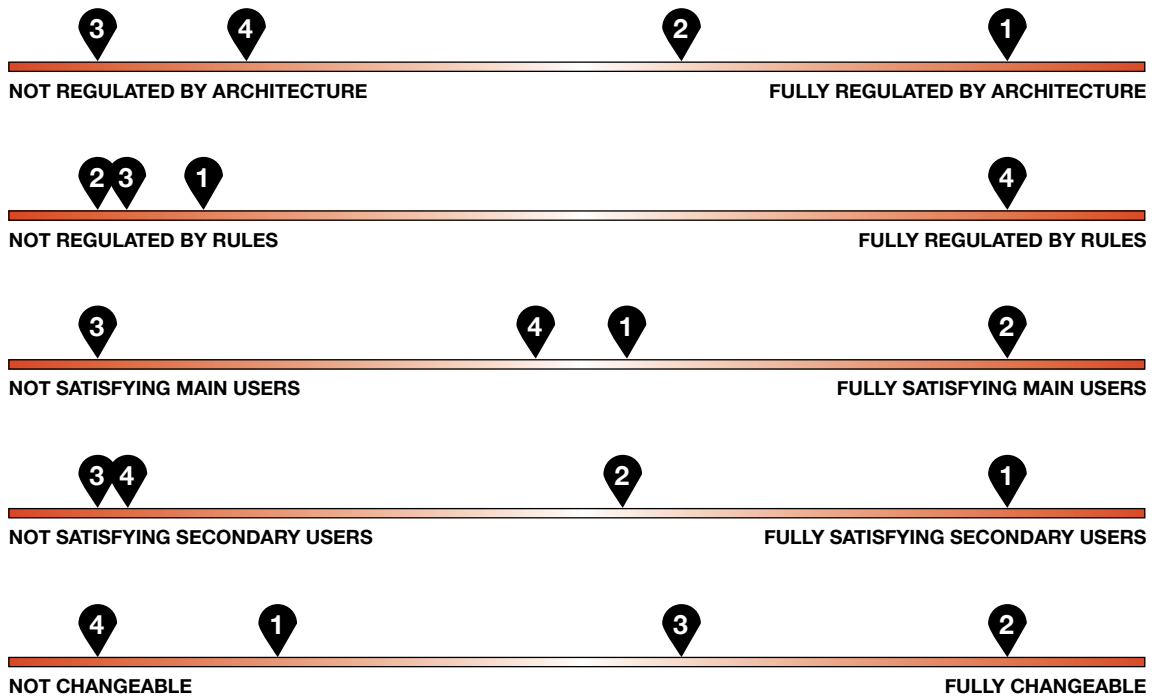 3 4 2 1
NOT REGULATED BY ARCHITECTURE FULLY REGULATED BY ARCHITECTURE
2 3 1 4
NOT REGULATED BY RULES FULLY REGULATED BY RULES
3 4 1 2
NOT SATISFYING MAIN USERS FULLY SATISFYING MAIN USERS
3 4 2 1
NOT SATISFYING SECONDARY USERS FULLY SATISFYING SECONDARY USERS
4 1 3 2
NOT CHANGEABLE FULLY CHANGEABLE